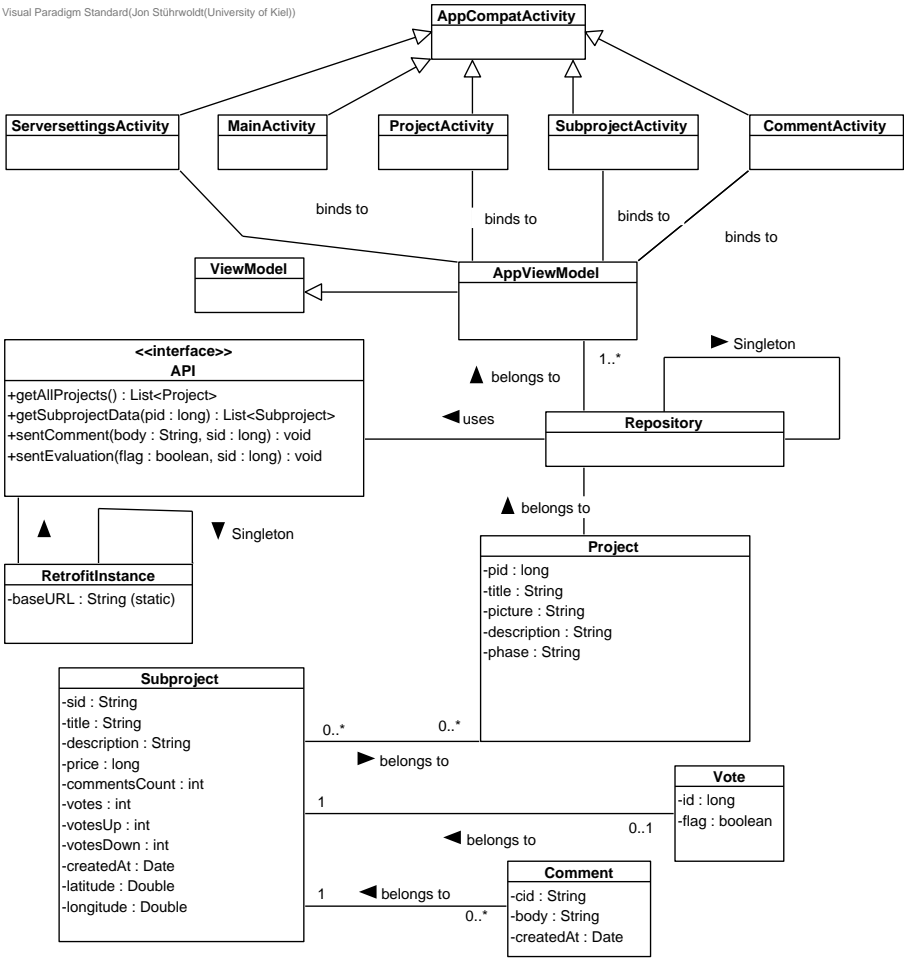 Visual Paradigm Standard(Jon Stührwoldt(University of Kiel))
AppCompatActivity
ServersettingsActivity
MainActivity
ProjectActivity
SubprojectActivity
CommentActivity
binds to
binds to
binds to
binds to
ViewModel
AppViewModel
<<interface>>
API
+getAllProjects() : List<Project>
+getSubprojectData(pid : long) : List<Subproject>
+sentComment(body : String, sid : long) : void
+sentEvaluation(flag : boolean, sid : long) : void
1..*
belongs to
Singleton
uses
Repository
belongs to
Singleton
RetrofitInstance
-baseURL : String (static)
Project
-pid : long
-title : String
-picture : String
-description : String
-phase : String
Subproject
-sid : String
-title : String
-description : String
-price : long
-commentsCount : int
-votes : int
-votesUp : int
-votesDown : int
-createdAt : Date
-latitude : Double
-longitude : Double
0..*
0..*
belongs to
1
0..1
belongs to
Vote
-id : long
-flag : boolean
1
belongs to
0..*
Comment
-cid : String
-body : String
-createdAt : Date